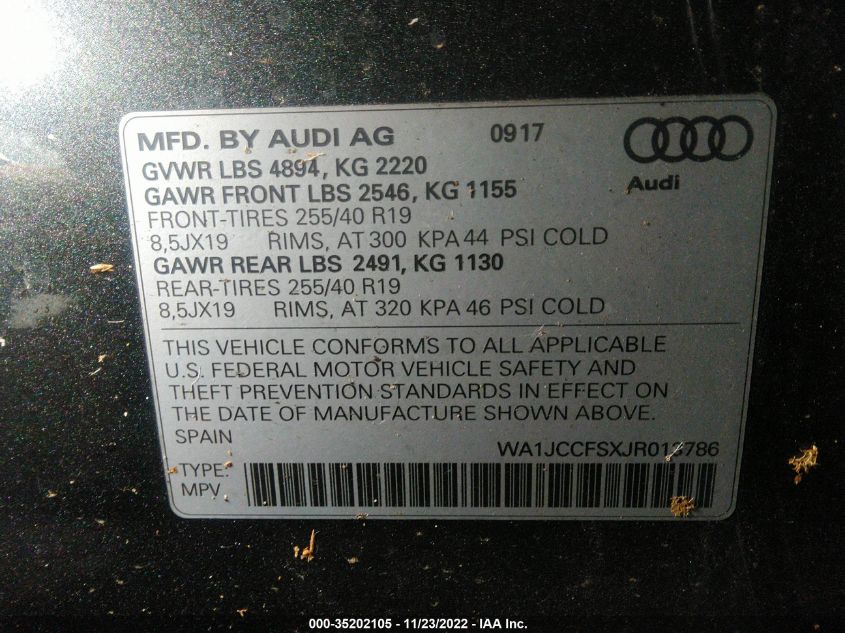 MFD. BY AUDI AG 0917
GVWR LBS 4894, KG 2220
GAWR FRONT LBS 2546, KG 1155
Audi
FRONT-TIRES 255/40 R19
8,5JX19 RIMS, AT 300 KPA 44 PSI COLD
GAWR REAR LBS 2491, KG 1130
REAR-TIRES 255/40 R19
8,5JX19 RIMS, AT 320 KPA 46 PSI COLD
THIS VEHICLE CONFORMS TO ALL APPLICABLE
U.S. FEDERAL MOTOR VEHICLE SAFETY AND
THEFT PREVENTION STANDARDS IN EFFECT ON
THE DATE OF MANUFACTURE SHOWN ABOVE.
SPAIN
TYPE:
MPV
000-35202105 - 11/23/2022 - IAA Inc.